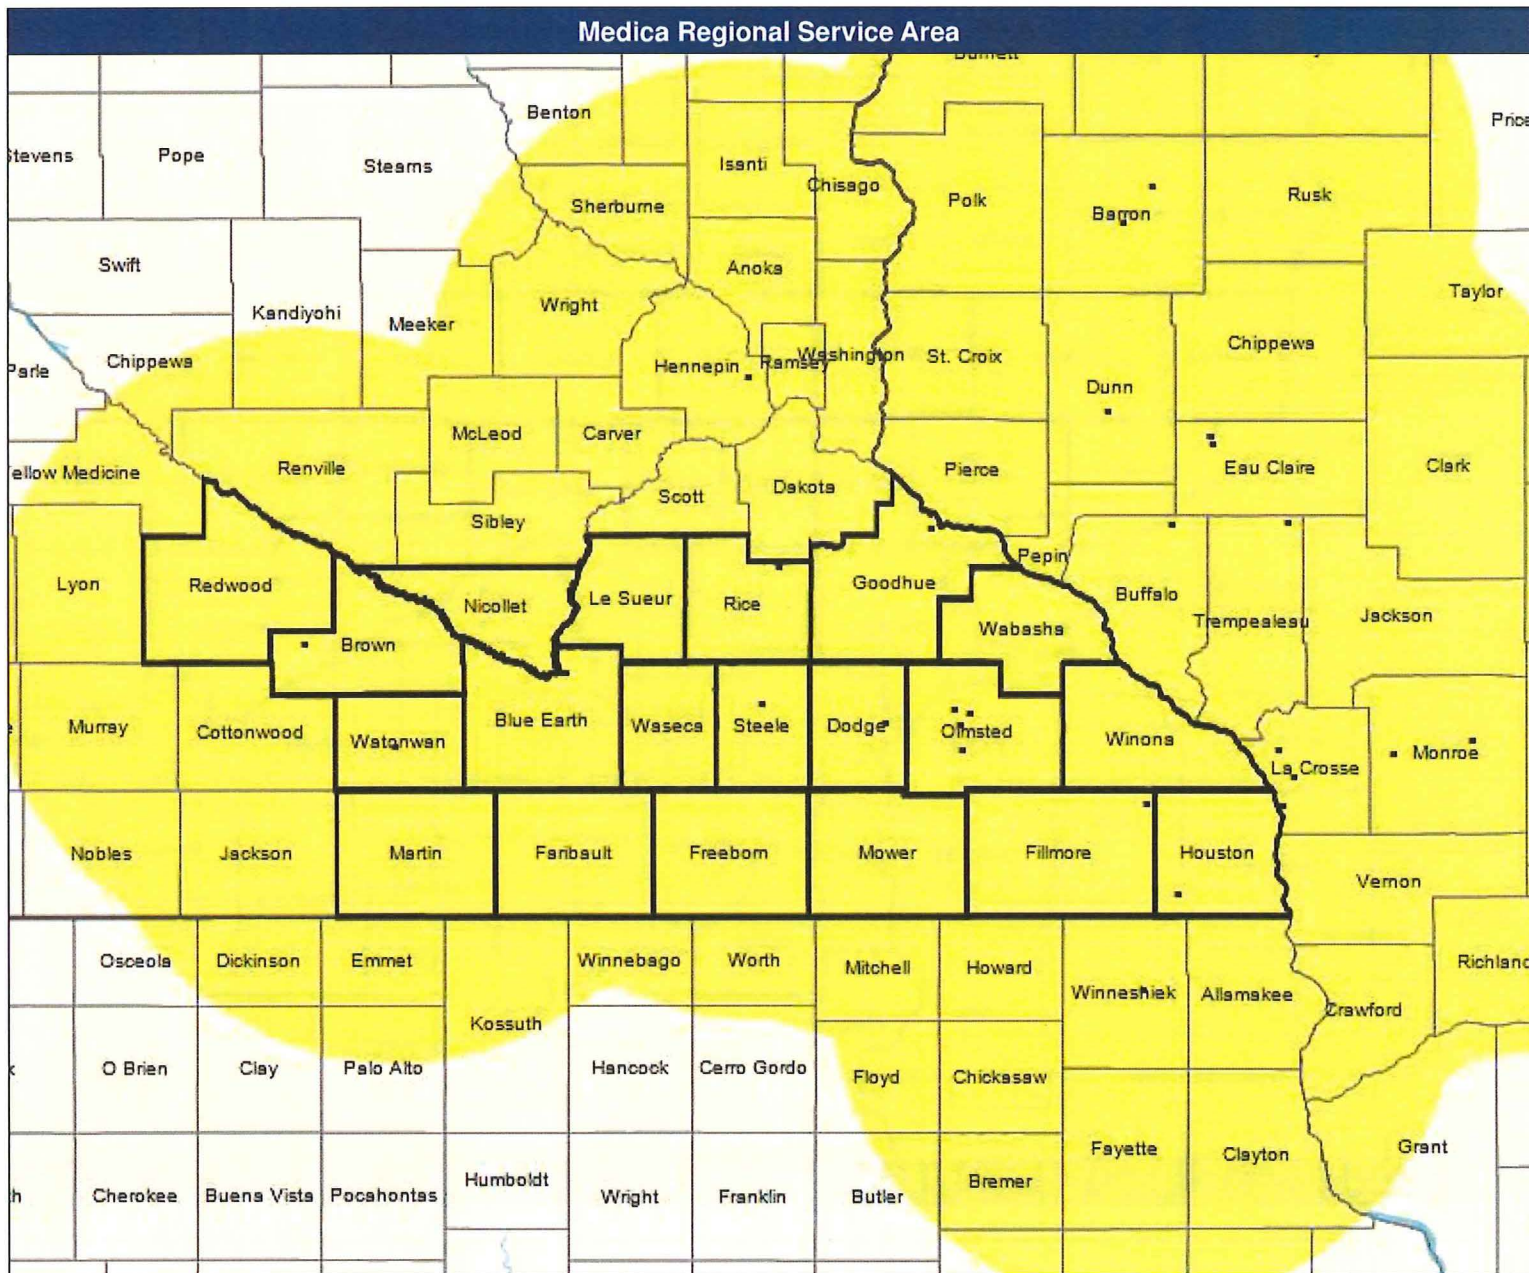 Medica Regional Service Area
Benton
Price
Stevens
Pope
Stearns
Isanti
Chisago
Polk
Barron
Rusk
Sherburne
Swift
Anoka
Taylor
Kandiyohi
Wright
Meeker
Chippewa
Chippewa
Hennepin
Ramsey
Washington
St. Croix
Parle
Dunn
McLeod
Carver
Renville
Pierce
Eau Claire
Clark
Yellow Medicine
Scott
Dakota
Sibley
Pepin
Lyon
Redwood
Nicollet
Le Sueur
Rice
Goodhue
Buffalo
Trempealeau
Jackson
Wabasha
Brown
Murray
Cottonwood
Watonwan
Blue Earth
Waseca
Steele
Dodge
Olmsted
Winona
La Crosse
Monroe
Nobles
Jackson
Martin
Faribault
Freeborn
Mower
Fillmore
Houston
Vernon
Osceola
Dickinson
Emmet
Winnebago
Worth
Mitchell
Howard
Richland
Winneshiek
Allamakee
Crawford
Kossuth
O Brien
Clay
Palo Alto
Hancock
Cerro Gordo
Floyd
Chickasaw
Fayette
Clayton
Grant
Cherokee
Buena Vista
Pocahontas
Humboldt
Wright
Franklin
Butler
Bremer